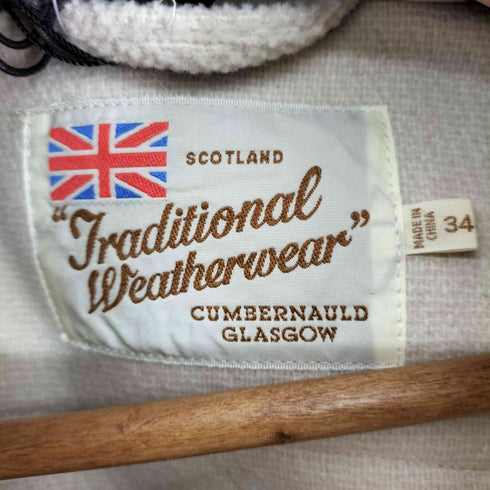 SCOTLAND
"Traditional
Weatherwear"
CUMBERNAULD
GLASGOW
MADE IN
CHINA
34